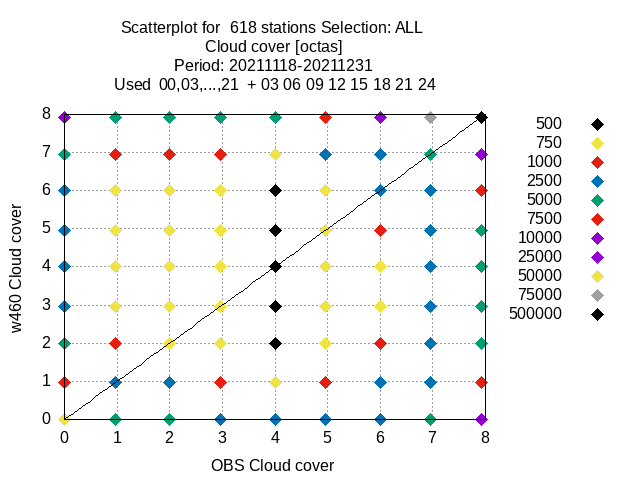 Scatterplot for  618 stations Selection: ALL
Cloud cover [octas]
Period: 20211118-20211231
Used  00,03,...,21  + 03 06 09 12 15 18 21 24
8
7
6
5
4
3
2
1
0
w460 Cloud cover
0 1 2 3 4 5 6 7 8
OBS Cloud cover
500
750
1000
2500
5000
7500
10000
25000
50000
75000
500000